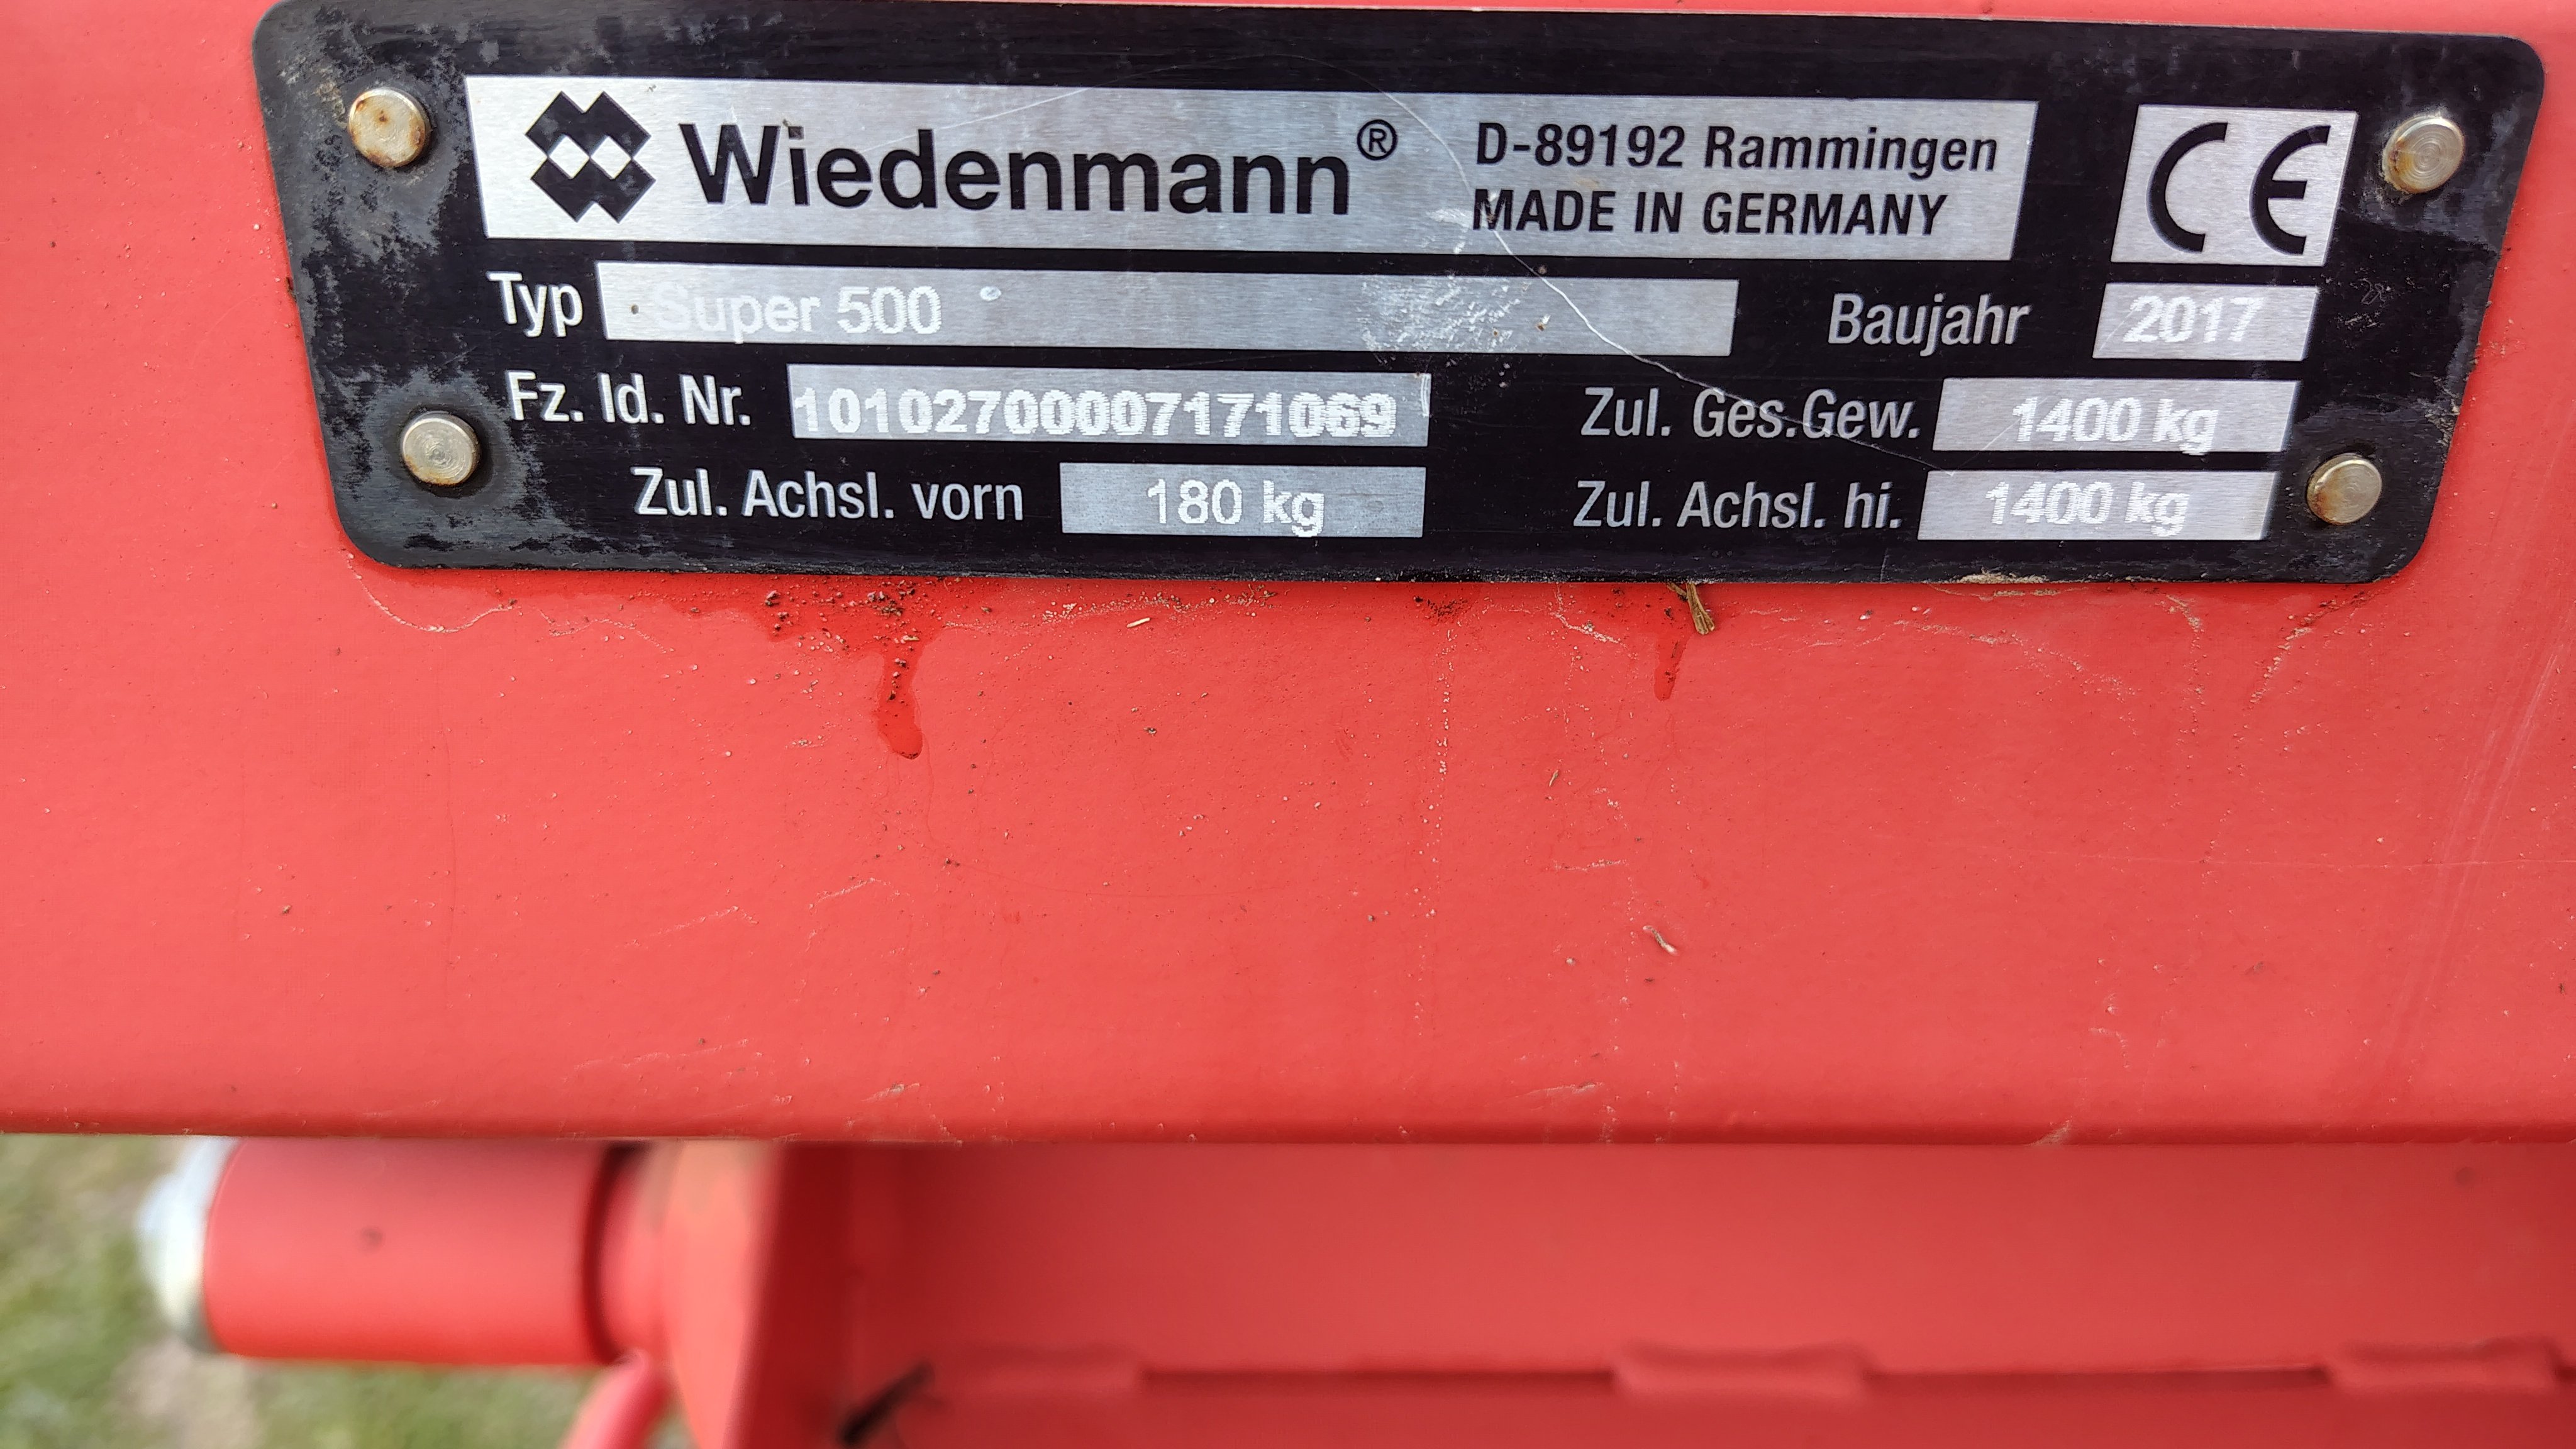 Wiedenmann® D-89192 Rammingen
MADE IN GERMANY
CE
Typ Super 500 Baujahr 2017
Fz. Id. Nr. 10102700007171069 Zul. Ges.Gew. 1400 kg
Zul. Achsl. vorn 180 kg Zul. Achsl. hi. 1400 kg